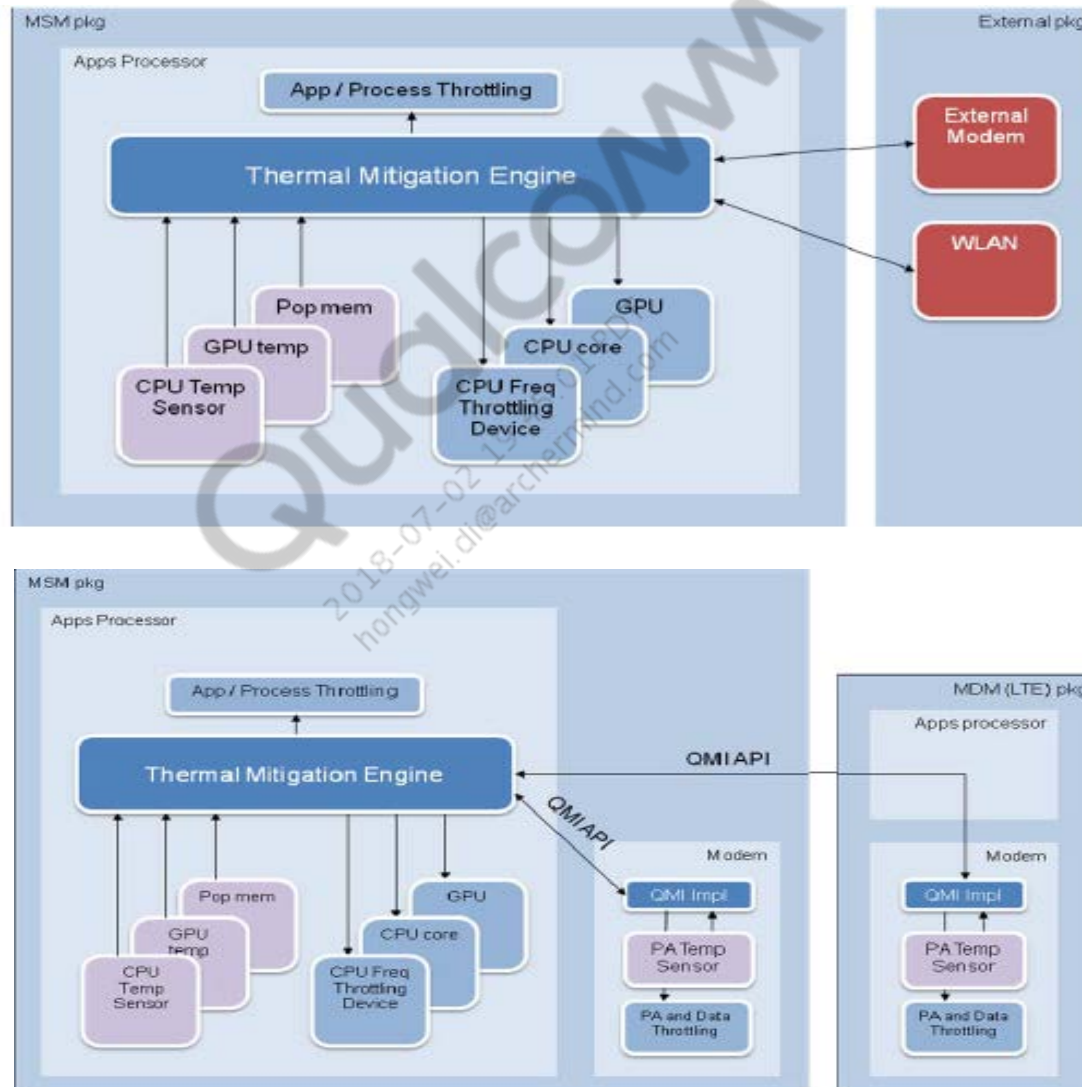 MSM pkg
External pkg
Apps Processor
App / Process Throttling
Thermal Mitigation Engine
External
Modem
WLAN
Pop mem
GPU temp
CPU Temp
Sensor
GPU
CPU core
CPU Freq
Throttling
Device
Qualcomm
hongwei.di@archermind.com
MSM pkg
Apps Processor
App / Process Throttling
Thermal Mitigation Engine
QMI API
QMI API
Pop mem
GPU
temp
CPU
Temp
Sensor
GPU
CPU core
CPU Freq
Throttling
Device
Modem
QMI Impl
PA Temp
Sensor
PA and Data
Throttling
MDM (LTE) pkg
Apps processor
Modem
QMI Impl
PA Temp
Sensor
PA and Data
Throttling